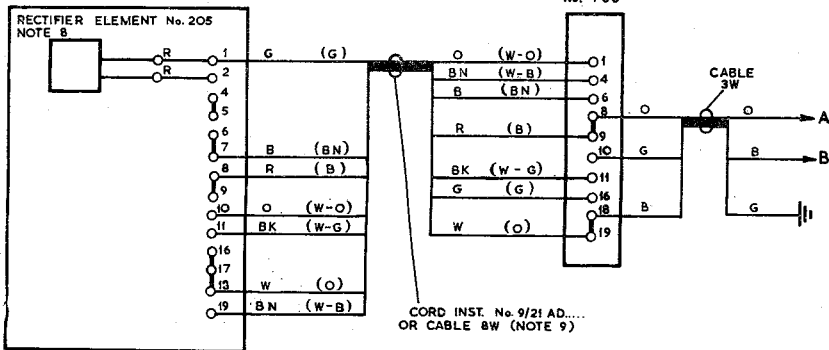 RECTIFIER ELEMENT No. 205
NOTE 8
R
R
1
2
4
5
6
7
8
9
10
11
16
17
13
19
G (G)
B (BN)
R (B)
O (W-O)
BK (W-G)
W (O)
BN (W-B)
O (W-O)
BN (W-B)
B (BN)
R (B)
BK (W-G)
G (G)
W (O)
CORD INST. No. 9/21 AD.....
OR CABLE 8W (NOTE 9)
1
4
6
8
9
10
11
16
18
19
O
G
B
CABLE
3W
O
B
G
A
B